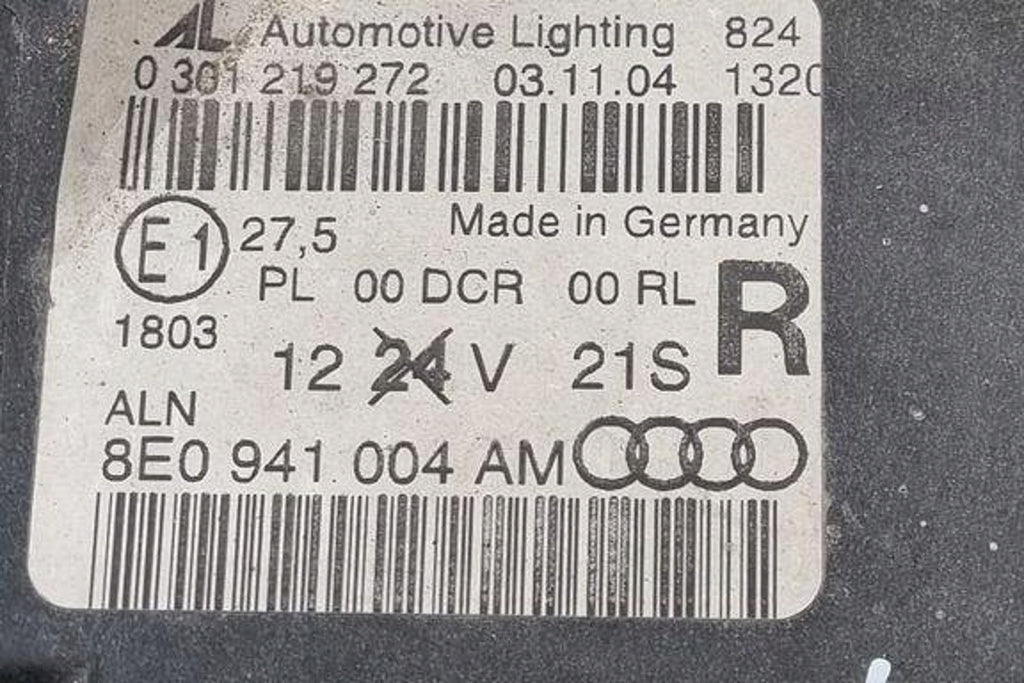 AL Automotive Lighting 824
0 301 219 272 03.11.04 1320
E1 27,5 Made in Germany
PL 00 DCR 00 RL R
1803
12 24 V 21S
ALN
8E0 941 004 AM